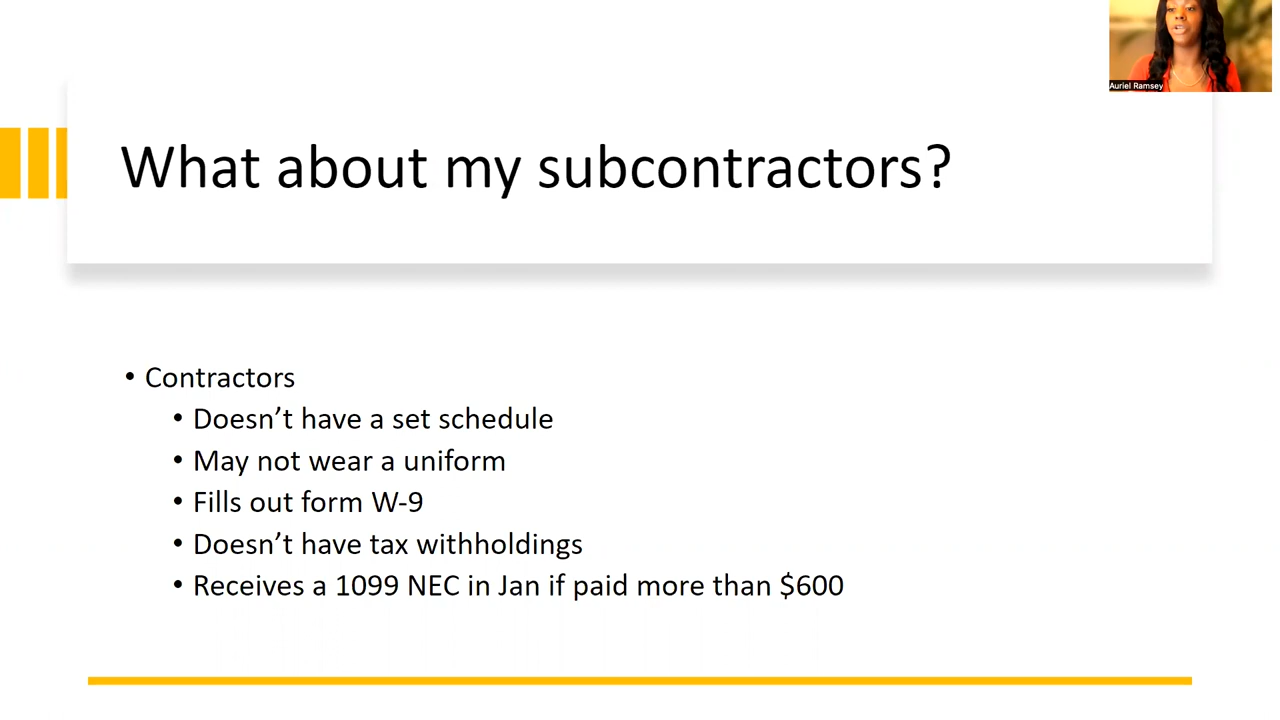 Auriel Ramsey
What about my subcontractors?
• Contractors
• Doesn’t have a set schedule
• May not wear a uniform
• Fills out form W-9
• Doesn’t have tax withholdings
• Receives a 1099 NEC in Jan if paid more than $600